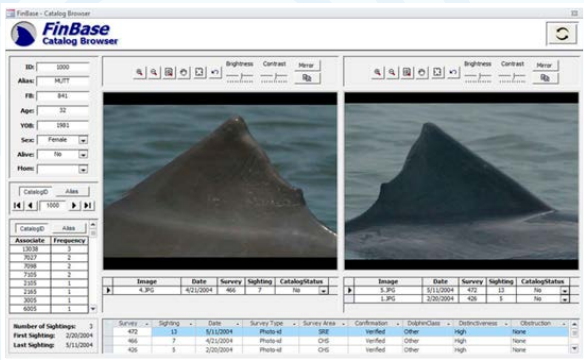 FinBase - Catalog Browser
FinBase
Catalog Browser
ID: 1000
Alias: MUTT
FB: 841
Age: 32
YOB: 1981
Sex: Female
Alive: No
Mom:
CatalogID Alias
1000
CatalogID Alias
Associate Frequency
13038 3
7027 2
7098 2
7105 2
2105 1
2165 1
3005 1
6005 1
Number of Sightings: 3
First Sighting: 2/20/2004
Last Sighting: 5/11/2004
Brightness Contrast Mirror
Brightness Contrast Mirror
Image Date Survey Sighting CatalogStatus
4.JPG 4/21/2004 466 7 No
Image Date Survey Sighting CatalogStatus
5.JPG 5/11/2004 472 13 No
1.JPG 2/20/2004 426 5 No
Survey Sighting Date Survey Type Survey Area Confirmation DolphinClass Distinctiveness Obstruction
472 13 5/11/2004 Photo-id SRE Verified Other High None
466 7 4/21/2004 Photo-id CHS Verified Other High None
426 5 2/20/2004 Photo-id CHS Verified Other High None